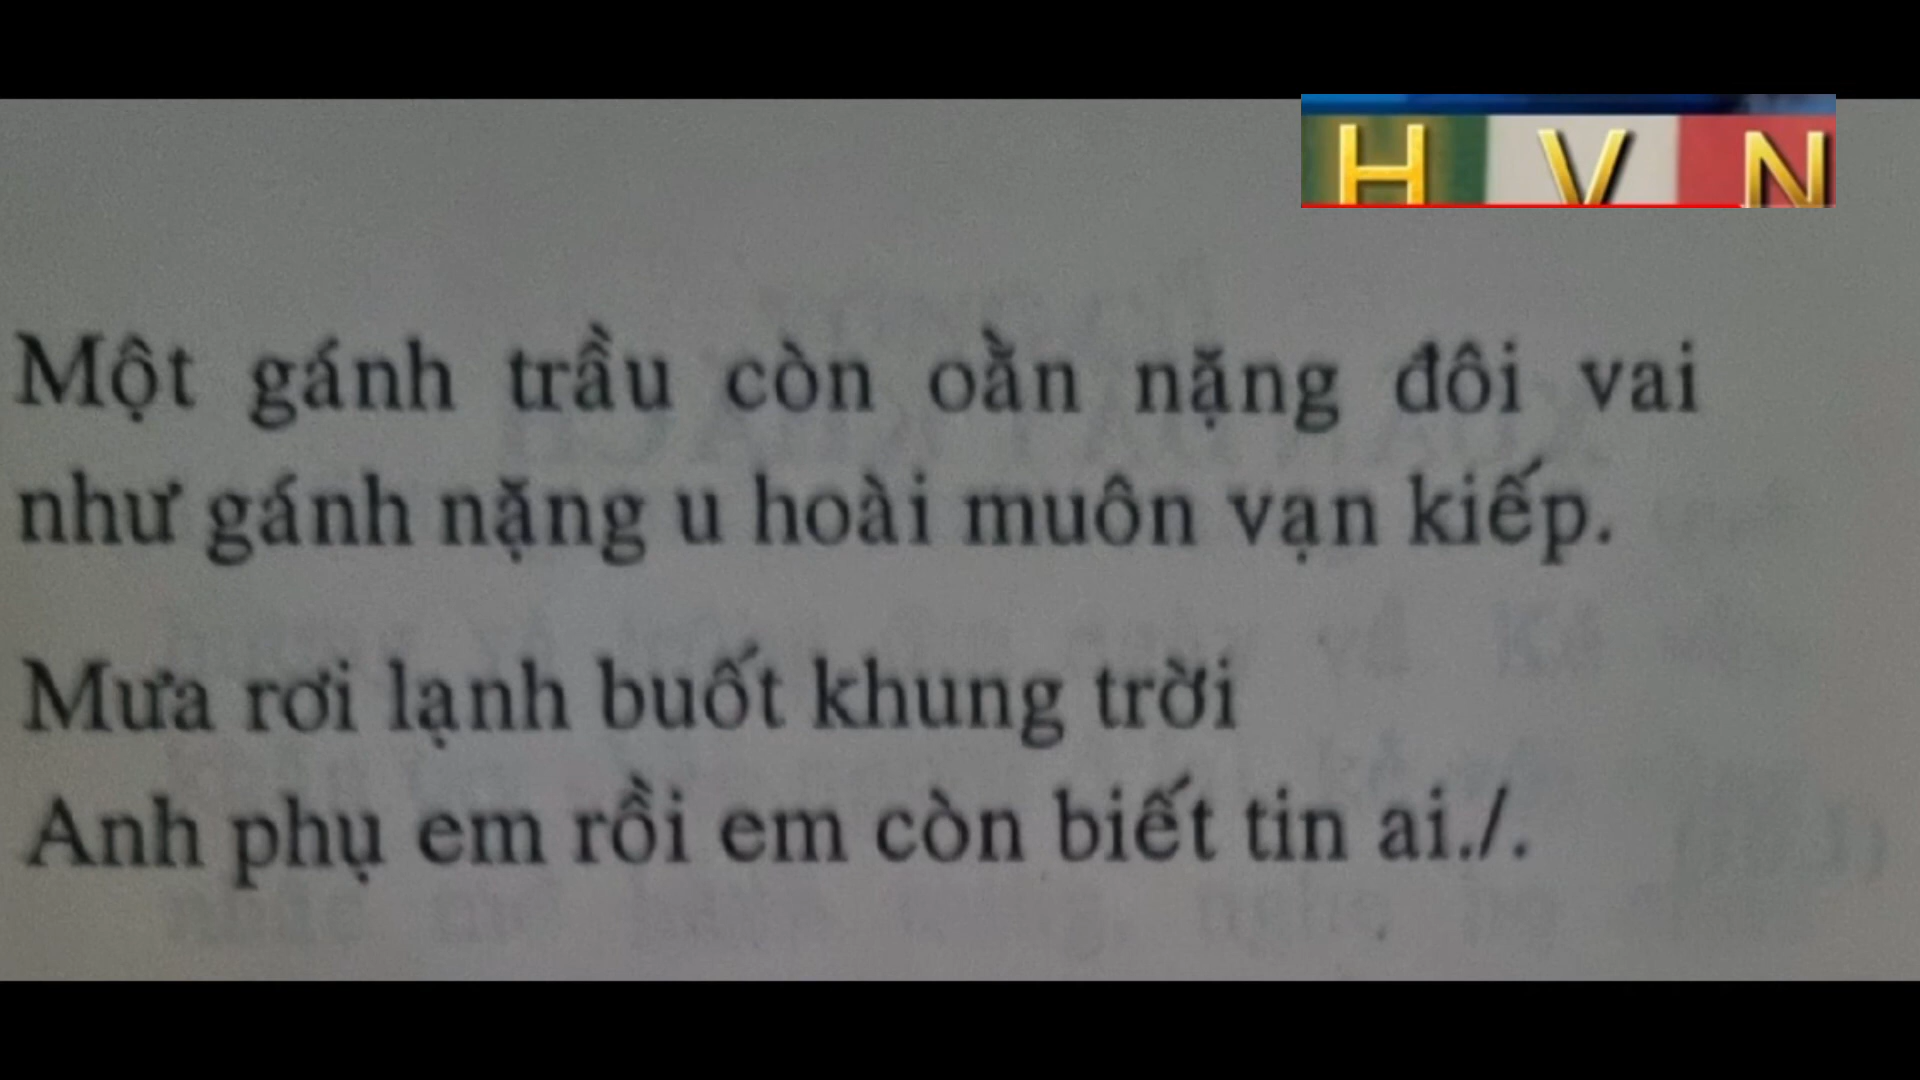 H V N
Một gánh trầu còn oằn nặng đôi vai
như gánh nặng u hoài muôn vạn kiếp.
Mưa rơi lạnh buốt khung trời
Anh phụ em rồi em còn biết tin ai./.